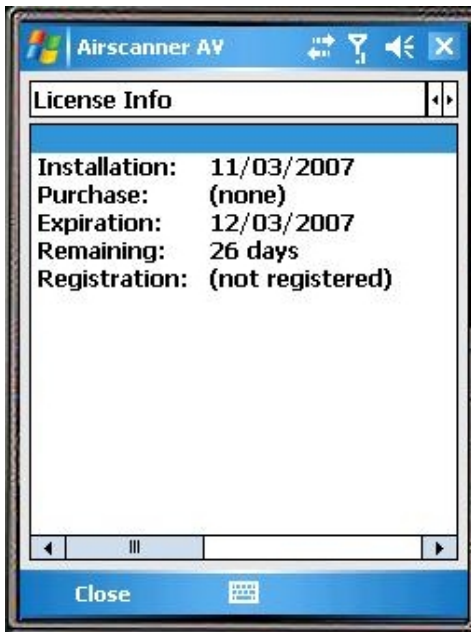 Airscanner AV
License Info
Installation: 11/03/2007
Purchase: (none)
Expiration: 12/03/2007
Remaining: 26 days
Registration: (not registered)
Close